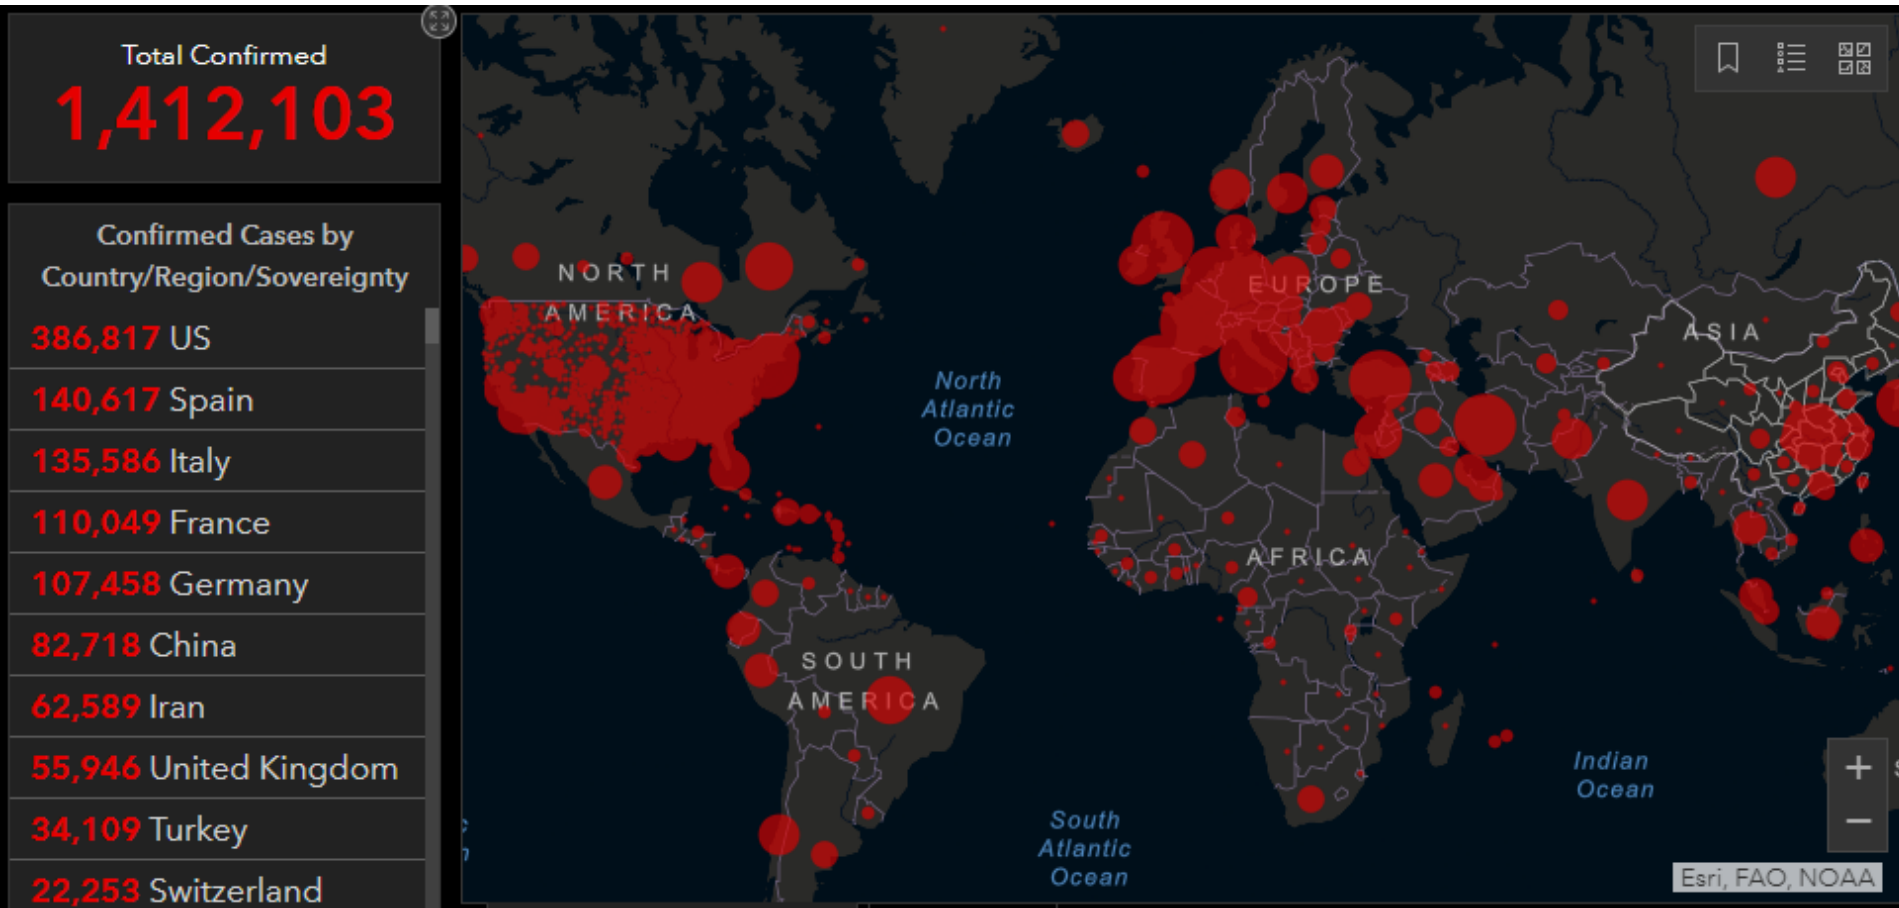 Total Confirmed
1,412,103
Confirmed Cases by
Country/Region/Sovereignty
386,817 US
140,617 Spain
135,586 Italy
110,049 France
107,458 Germany
82,718 China
62,589 Iran
55,946 United Kingdom
34,109 Turkey
22,253 Switzerland
NORTH
AMERICA
EUROPE
ASIA
North
Atlantic
Ocean
AFRICA
SOUTH
AMERICA
Indian
Ocean
South
Atlantic
Ocean
+
−
Esri, FAO, NOAA